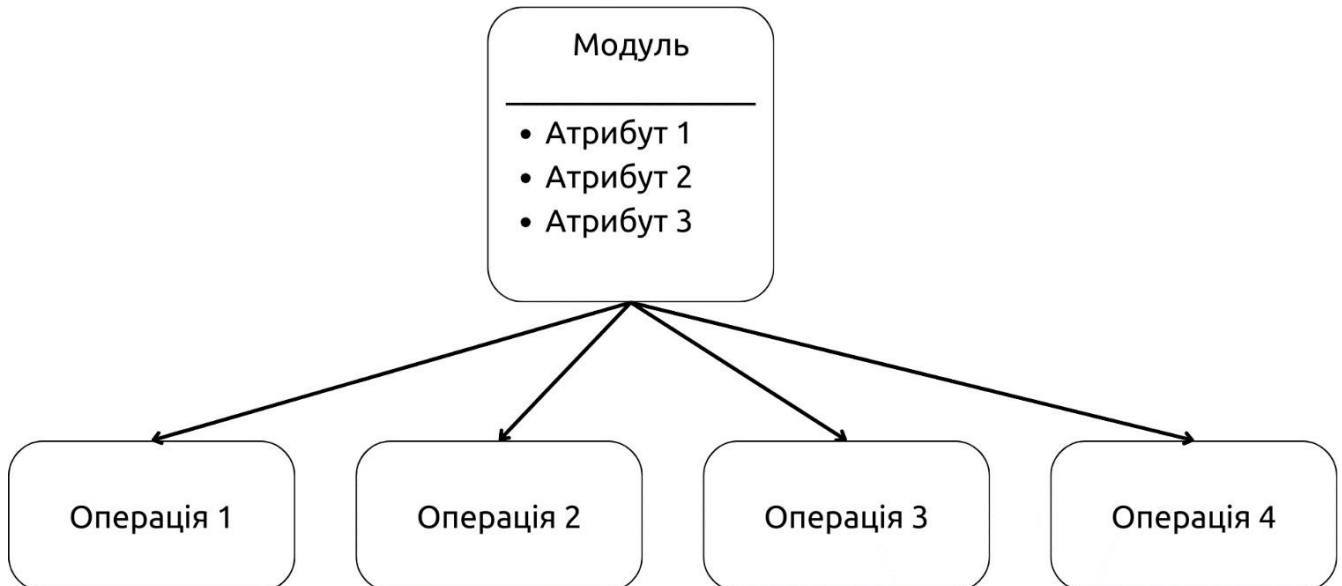 Модуль
• Атрибут 1
• Атрибут 2
• Атрибут 3
Операція 1
Операція 2
Операція 3
Операція 4